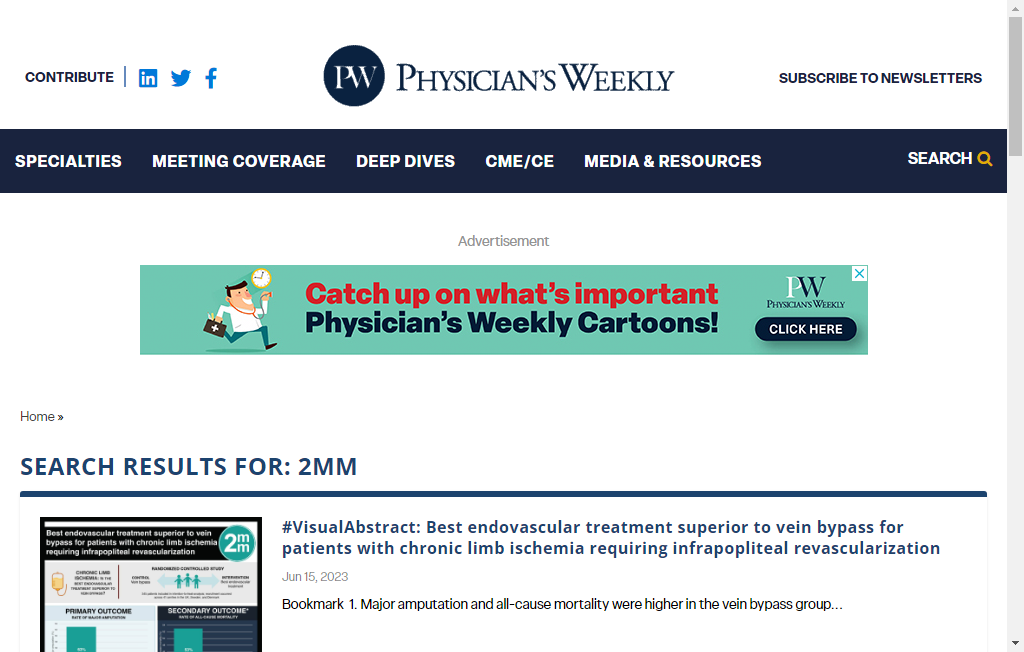 CONTRIBUTE
PW PHYSICIAN'S WEEKLY
SUBSCRIBE TO NEWSLETTERS
SPECIALTIES MEETING COVERAGE DEEP DIVES CME/CE MEDIA & RESOURCES SEARCH
Advertisement
Catch up on what's important
Physician's Weekly Cartoons!
PW
PHYSICIAN'S WEEKLY
CLICK HERE
Home »
SEARCH RESULTS FOR: 2MM
Best endovascular treatment superior to vein
bypass for patients with chronic limb ischemia
requiring infrapopliteal revascularization
2m
m
CHRONIC LIMB
ISCHEMIA: IS THE
BEST ENDOVASCULAR
TREATMENT SUPERIOR TO
VEIN BYPASS?
RANDOMIZED CONTROLLED STUDY
CONTROL
Vein bypass
INTERVENTION
Best endovascular
treatment
PRIMARY OUTCOME
RATE OF MAJOR AMPUTATION
SECONDARY OUTCOME*
RATE OF ALL-CAUSE MORTALITY
#VisualAbstract: Best endovascular treatment superior to vein bypass for
patients with chronic limb ischemia requiring infrapopliteal revascularization
Jun 15, 2023
Bookmark 1. Major amputation and all-cause mortality were higher in the vein bypass group…